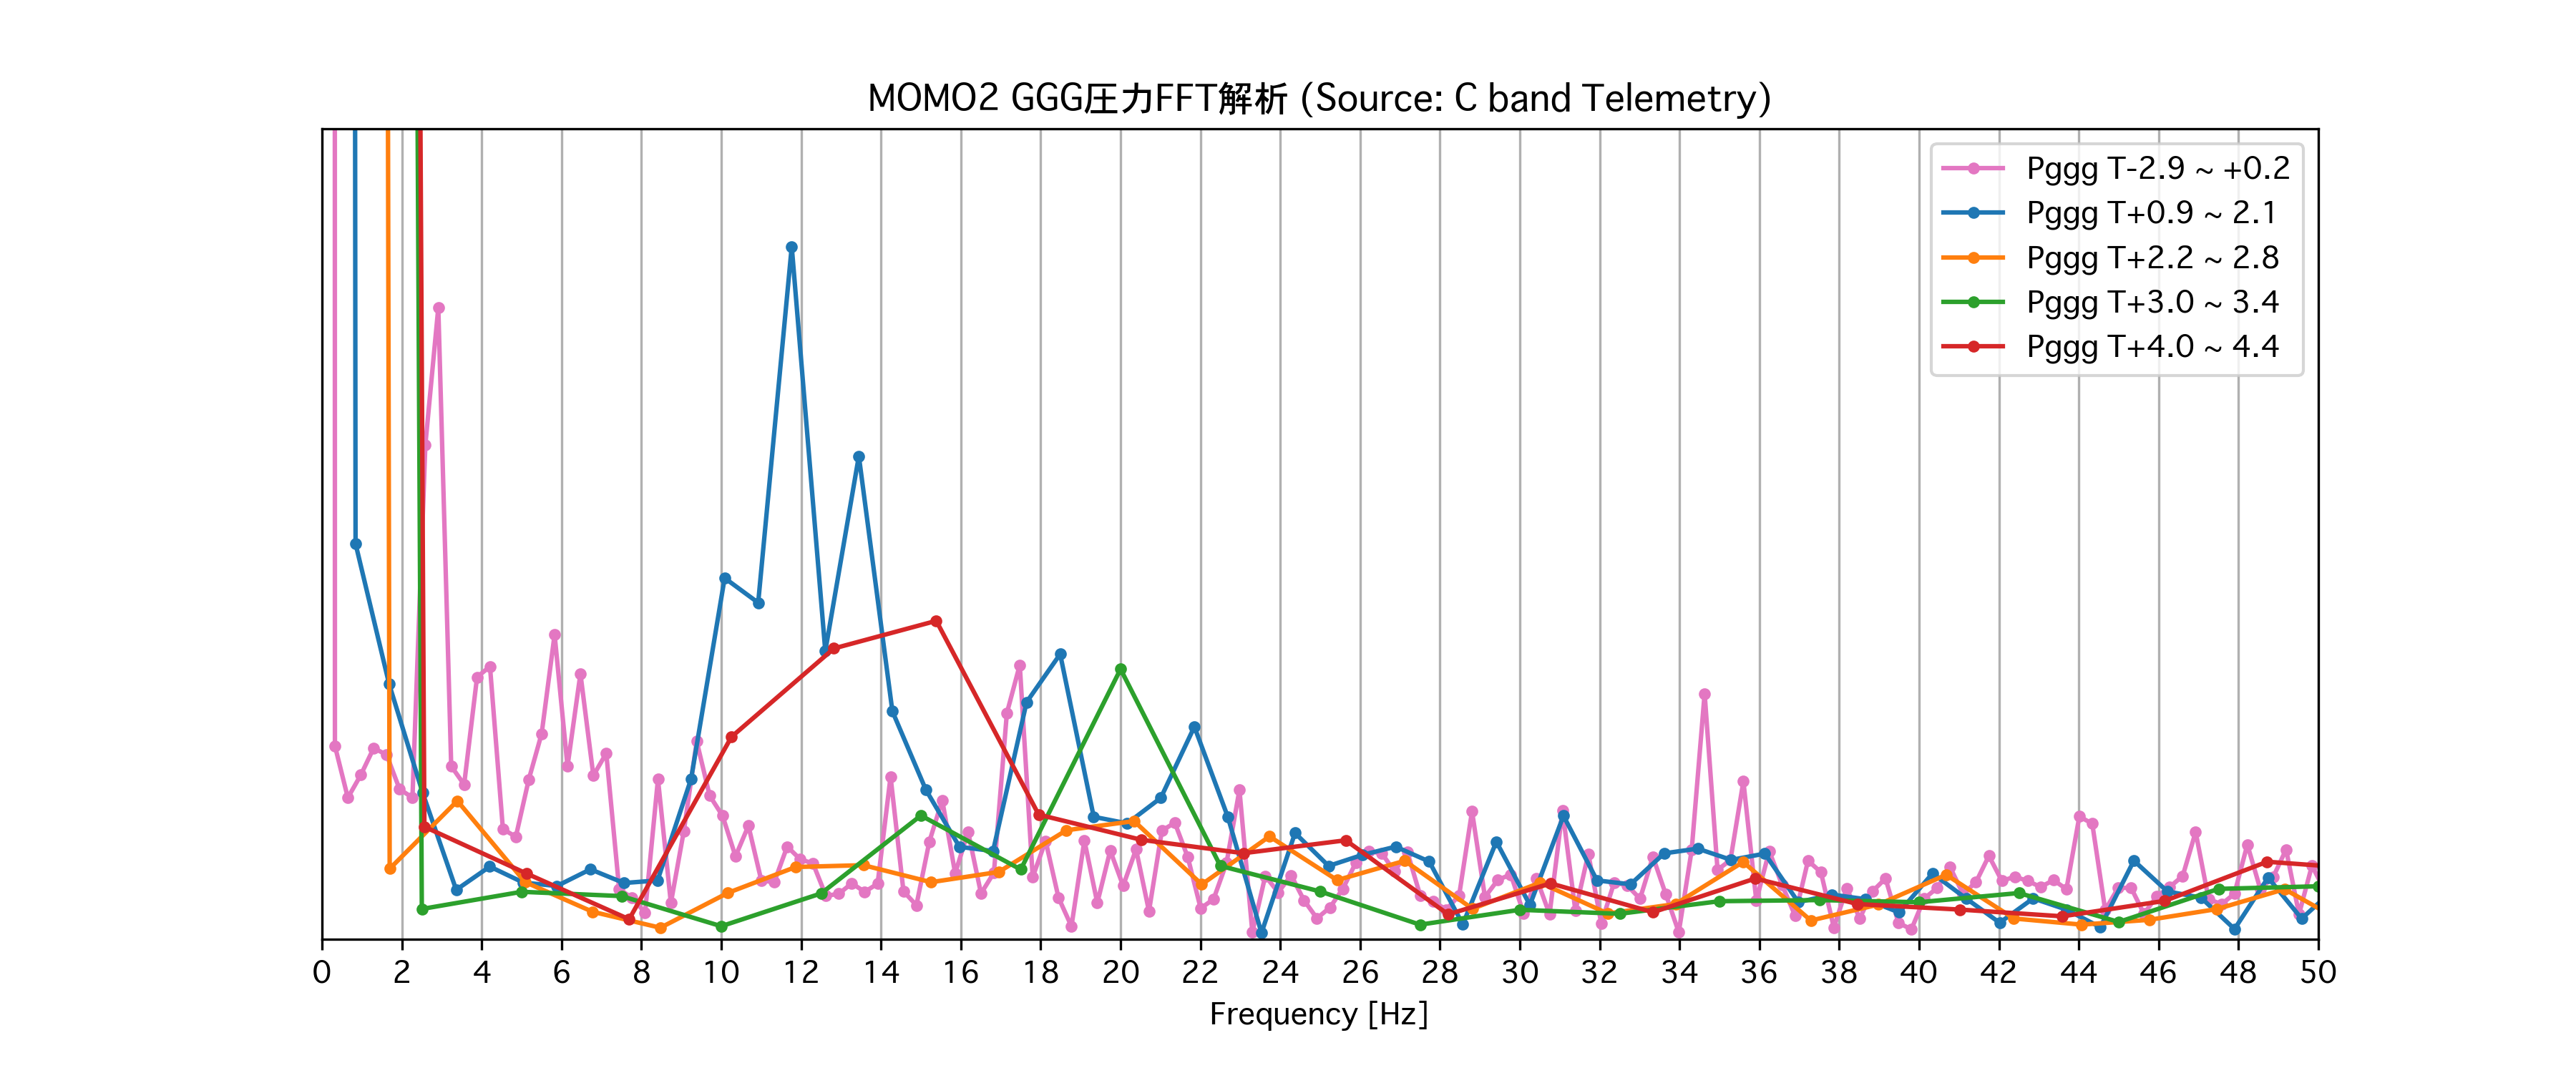 MOMO2 GGG圧力FFT解析 (Source: C band Telemetry)
Pggg T-2.9 ~ +0.2
Pggg T+0.9 ~ 2.1
Pggg T+2.2 ~ 2.8
Pggg T+3.0 ~ 3.4
Pggg T+4.0 ~ 4.4
0 2 4 6 8 10 12 14 16 18 20 22 24 26 28 30 32 34 36 38 40 42 44 46 48 50
Frequency [Hz]